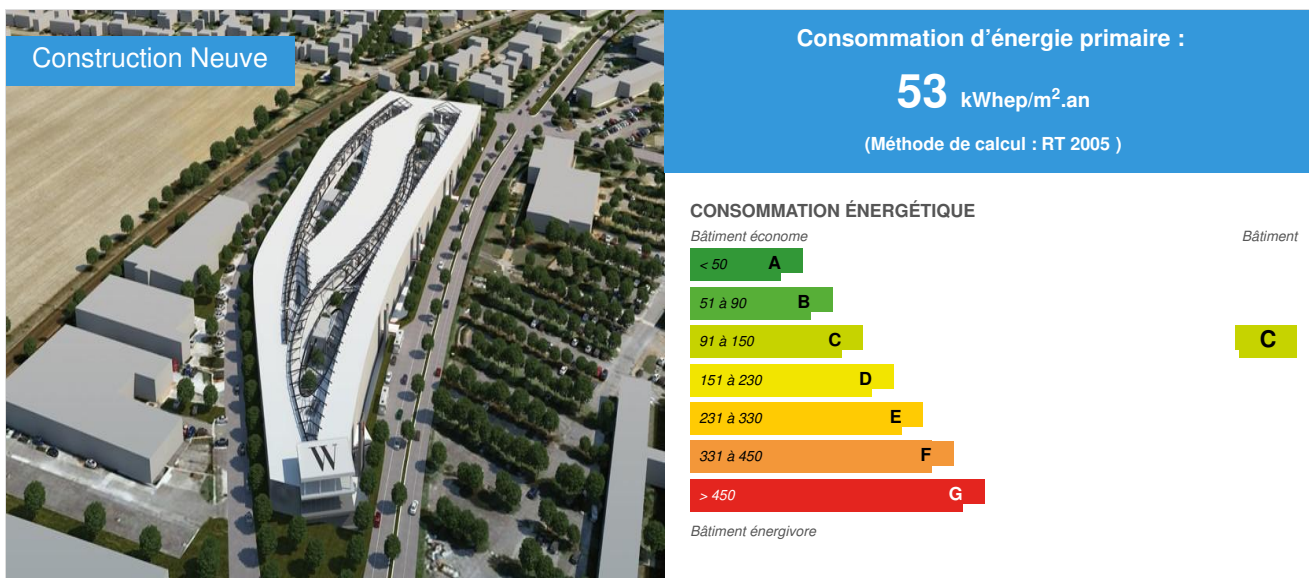 Construction Neuve
W
Consommation d'énergie primaire :
53 kWhep/m².an
(Méthode de calcul : RT 2005 )
CONSOMMATION ÉNERGÉTIQUE
Bâtiment économe
Bâtiment
< 50 A
51 à 90 B
91 à 150 C
C
151 à 230 D
231 à 330 E
331 à 450 F
> 450 G
Bâtiment énergivore